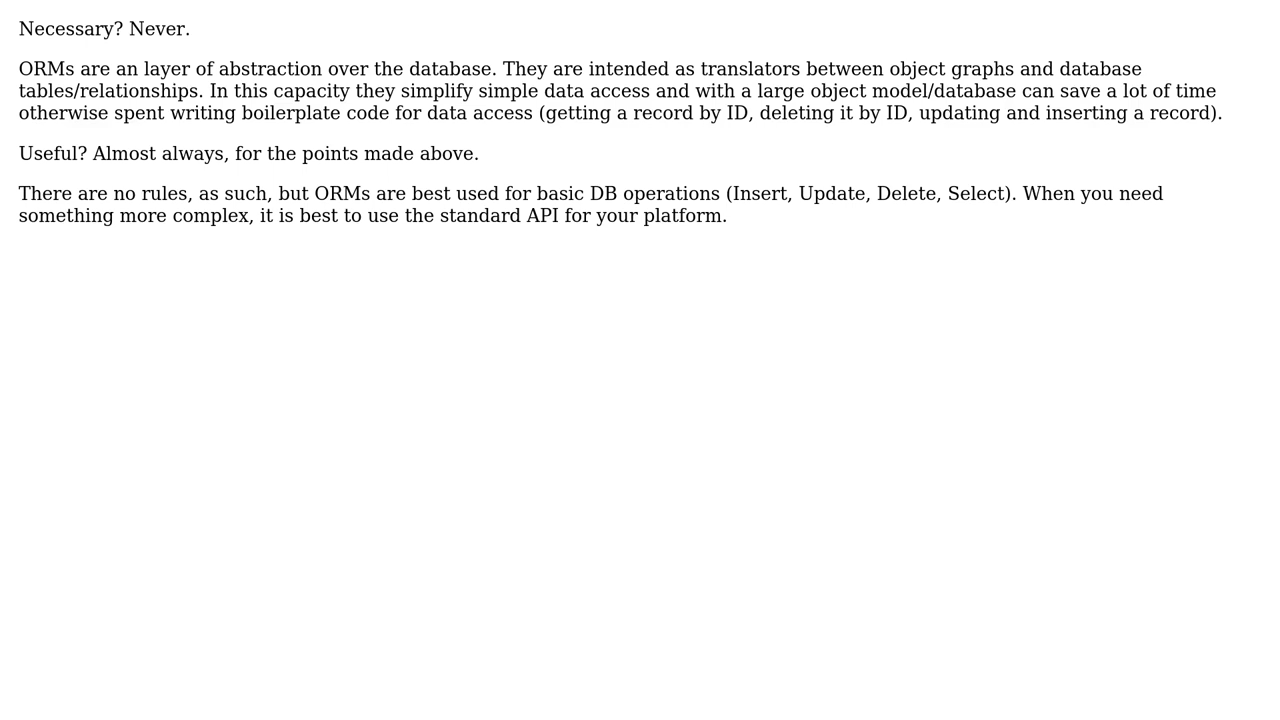 Necessary? Never.
ORMs are an layer of abstraction over the database. They are intended as translators between object graphs and database
tables/relationships. In this capacity they simplify simple data access and with a large object model/database can save a lot of time
otherwise spent writing boilerplate code for data access (getting a record by ID, deleting it by ID, updating and inserting a record).
Useful? Almost always, for the points made above.
There are no rules, as such, but ORMs are best used for basic DB operations (Insert, Update, Delete, Select). When you need
something more complex, it is best to use the standard API for your platform.